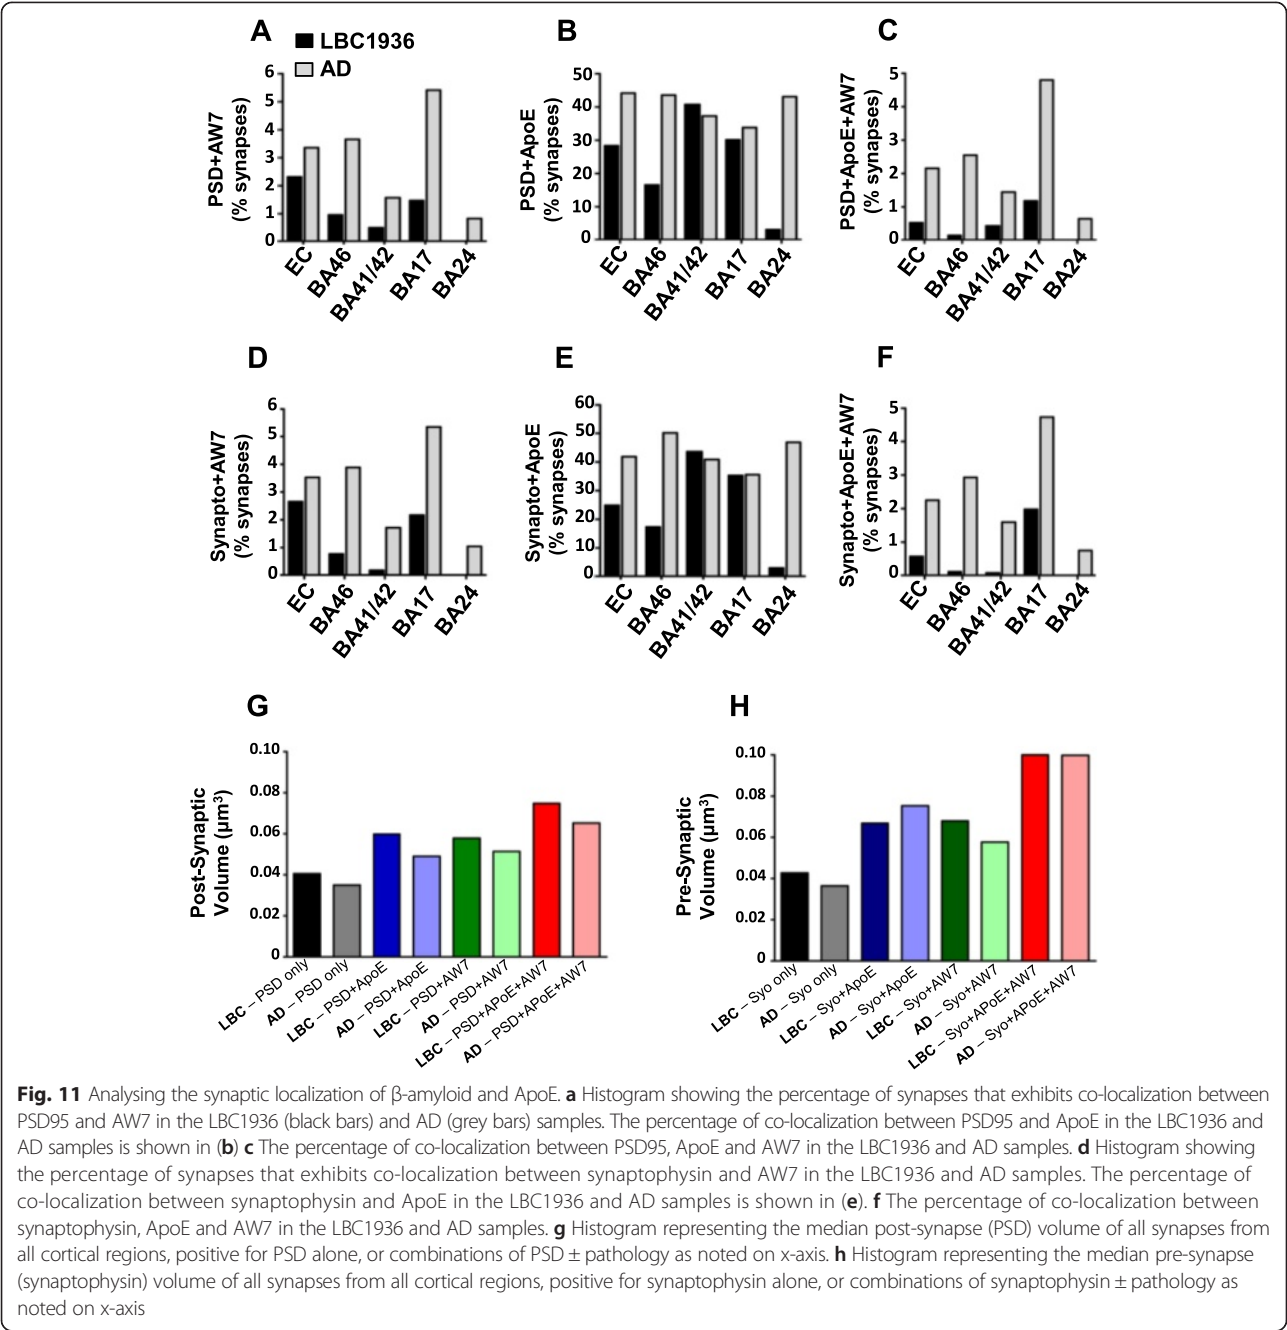 A
LBC1936
AD
PSD+AW7
(% synapses)
6
5
4
3
2
1
0
EC
BA46
BA41/42
BA17
BA24
B
PSD+ApoE
(% synapses)
50
40
30
20
10
0
EC
BA46
BA41/42
BA17
BA24
C
PSD+ApoE+AW7
(% synapses)
5
4
3
2
1
0
EC
BA46
BA41/42
BA17
BA24
D
Synapto+AW7
(% synapses)
6
5
4
3
2
1
0
EC
BA46
BA41/42
BA17
BA24
E
Synapto+ApoE
(% synapses)
60
50
40
30
20
10
0
EC
BA46
BA41/42
BA17
BA24
F
Synapto+ApoE+AW7
(% synapses)
5
4
3
2
1
0
EC
BA46
BA41/42
BA17
BA24
G
Post-Synaptic
Volume (µm³)
0.10
0.08
0.06
0.04
0.02
0
LBC – PSD only
AD – PSD only
LBC – PSD+ApoE
AD – PSD+ApoE
LBC – PSD+AW7
AD – PSD+AW7
LBC – PSD+APoE+AW7
AD – PSD+APoE+AW7
H
Pre-Synaptic
Volume (µm³)
0.10
0.08
0.06
0.04
0.02
0
LBC – Syo only
AD – Syo only
LBC – Syo+ApoE
AD – Syo+ApoE
LBC – Syo+AW7
AD – Syo+AW7
LBC – Syo+APoE+AW7
AD – Syo+APoE+AW7
Fig. 11 Analysing the synaptic localization of β-amyloid and ApoE. a Histogram showing the percentage of synapses that exhibits co-localization between
PSD95 and AW7 in the LBC1936 (black bars) and AD (grey bars) samples. The percentage of co-localization between PSD95 and ApoE in the LBC1936 and
AD samples is shown in (b) c The percentage of co-localization between PSD95, ApoE and AW7 in the LBC1936 and AD samples. d Histogram showing
the percentage of synapses that exhibits co-localization between synaptophysin and AW7 in the LBC1936 and AD samples. The percentage of
co-localization between synaptophysin and ApoE in the LBC1936 and AD samples is shown in (e). f The percentage of co-localization between
synaptophysin, ApoE and AW7 in the LBC1936 and AD samples. g Histogram representing the median post-synapse (PSD) volume of all synapses from
all cortical regions, positive for PSD alone, or combinations of PSD ± pathology as noted on x-axis. h Histogram representing the median pre-synapse
(synaptophysin) volume of all synapses from all cortical regions, positive for synaptophysin alone, or combinations of synaptophysin ± pathology as
noted on x-axis